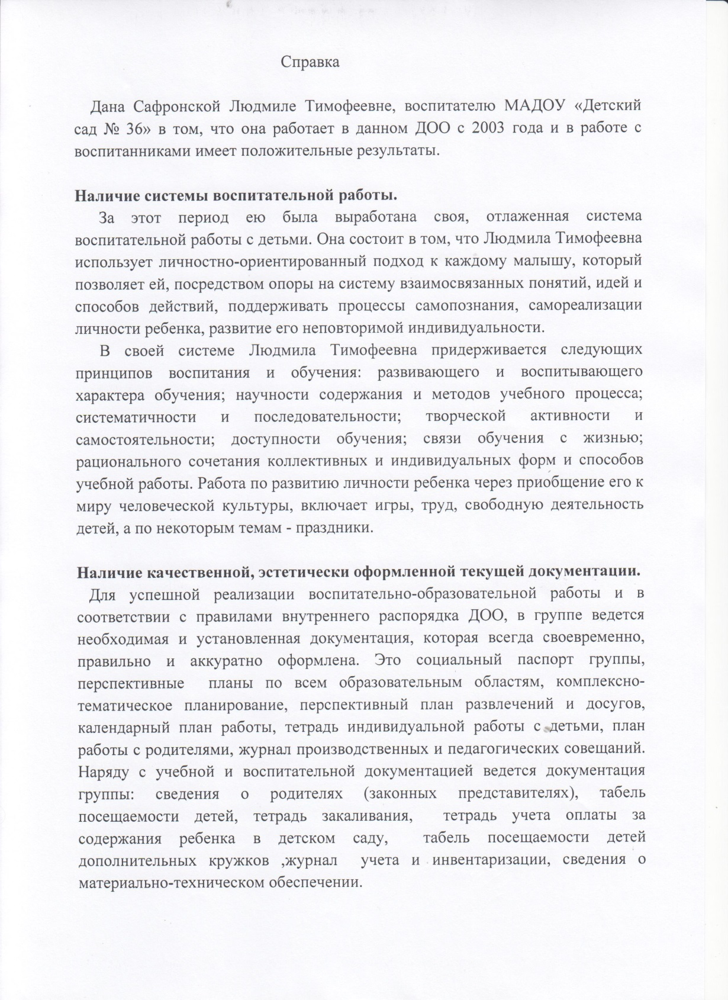 Справка
Дана Сафронской Людмиле Тимофеевне, воспитателю МАДОУ «Детский
сад № 36» в том, что она работает в данном ДОО с 2003 года и в работе с
воспитанниками имеет положительные результаты.
Наличие системы воспитательной работы.
За этот период ею была выработана своя, отлаженная система
воспитательной работы с детьми. Она состоит в том, что Людмила Тимофеевна
использует личностно-ориентированный подход к каждому малышу, который
позволяет ей, посредством опоры на систему взаимосвязанных понятий, идей и
способов действий, поддерживать процессы самопознания, самореализации
личности ребенка, развитие его неповторимой индивидуальности.
В своей системе Людмила Тимофеевна придерживается следующих
принципов воспитания и обучения: развивающего и воспитывающего
характера обучения; научности содержания и методов учебного процесса;
систематичности и последовательности; творческой активности и
самостоятельности; доступности обучения; связи обучения с жизнью;
рационального сочетания коллективных и индивидуальных форм и способов
учебной работы. Работа по развитию личности ребенка через приобщение его к
миру человеческой культуры, включает игры, труд, свободную деятельность
детей, а по некоторым темам - праздники.
Наличие качественной, эстетически оформленной текущей документации.
Для успешной реализации воспитательно-образовательной работы и в
соответствии с правилами внутреннего распорядка ДОО, в группе ведется
необходимая и установленная документация, которая всегда своевременно,
правильно и аккуратно оформлена. Это социальный паспорт группы,
перспективные планы по всем образовательным областям, комплексно-
тематическое планирование, перспективный план развлечений и досугов,
календарный план работы, тетрадь индивидуальной работы с детьми, план
работы с родителями, журнал производственных и педагогических совещаний.
Наряду с учебной и воспитательной документацией ведется документация
группы: сведения о родителях (законных представителях), табель
посещаемости детей, тетрадь закаливания, тетрадь учета оплаты за
содержания ребенка в детском саду, табель посещаемости детей
дополнительных кружков ,журнал учета и инвентаризации, сведения о
материально-техническом обеспечении.